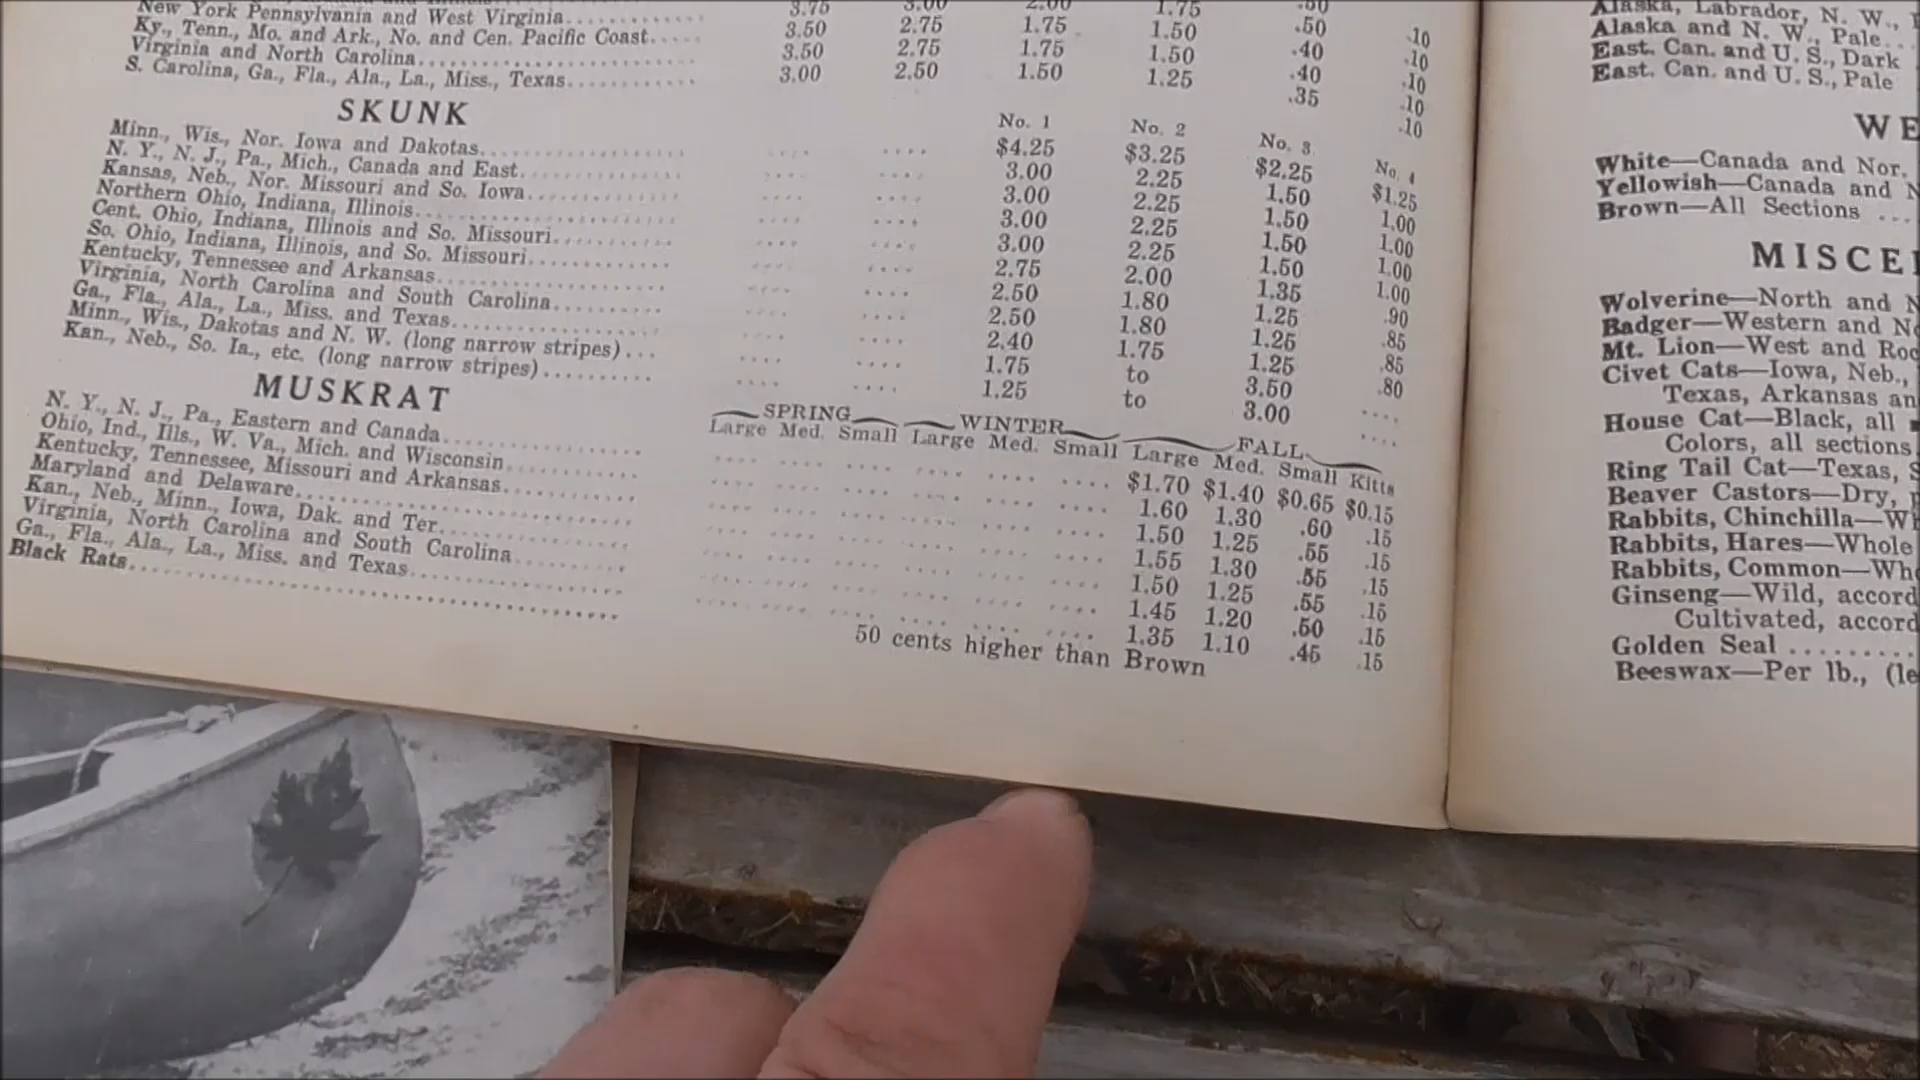 New York Pennsylvania and West Virginia 3.75 3.00 2.00 1.75 .50 .10
Ky., Tenn., Mo. and Ark., No. and Cen. Pacific Coast 3.50 2.75 1.75 1.50 .40 .10
Virginia and North Carolina 3.50 2.75 1.75 1.50 .40 .10
S. Carolina, Ga., Fla., Ala., La., Miss., Texas 3.00 2.50 1.50 1.25 .35 .10
SKUNK
No. 1 No. 2 No. 3 No. 4
Minn., Wis., Nor. Iowa and Dakotas $4.25 $3.25 $2.25 $1.25
N. Y., N. J., Pa., Mich., Canada and East 3.00 2.25 1.50 1.00
Kansas, Neb., Nor. Missouri and So. Iowa 3.00 2.25 1.50 1.00
Northern Ohio, Indiana, Illinois 3.00 2.25 1.50 1.00
Cent. Ohio, Indiana, Illinois and So. Missouri 3.00 2.25 1.50 1.00
So. Ohio, Indiana, Illinois, and So. Missouri 2.75 2.00 1.35 .90
Kentucky, Tennessee and Arkansas 2.50 1.80 1.25 .85
Virginia, North Carolina and South Carolina 2.50 1.80 1.25 .85
Ga., Fla., Ala., La., Miss. and Texas 2.40 1.75 1.25 .80
Minn., Wis., Dakotas and N. W. (long narrow stripes) 1.75 to 3.50
Kan., Neb., So. Ia., etc. (long narrow stripes) 1.25 to 3.00
MUSKRAT
SPRING WINTER FALL
Large Med. Small Large Med. Small Large Med. Small Kitts
N. Y., N. J., Pa., Eastern and Canada $1.70 $1.40 $0.65 $0.15
Ohio, Ind., Ills., W. Va., Mich. and Wisconsin 1.60 1.30 .60 .15
Kentucky, Tennessee, Missouri and Arkansas 1.50 1.25 .55 .15
Maryland and Delaware 1.55 1.30 .55 .15
Kan., Neb., Minn., Iowa, Dak. and Ter. 1.50 1.25 .55 .15
Virginia, North Carolina and South Carolina 1.45 1.20 .50 .15
Ga., Fla., Ala., La., Miss. and Texas 1.35 1.10 .45 .15
Black Rats 50 cents higher than Brown
Alaska, Labrador, N. W.,
Alaska and N. W., Pale
East. Can. and U. S., Dark
East. Can. and U. S., Pale
WE
White—Canada and Nor.
Yellowish—Canada and
Brown—All Sections
MISCE
Wolverine—North and
Badger—Western and
Mt. Lion—West and
Civet Cats—Iowa, Neb.,
Texas, Arkansas
House Cat—Black, all
Colors, all sections
Ring Tail Cat—Texas,
Beaver Castors—Dry,
Rabbits, Chinchilla—
Rabbits, Hares—Whole
Rabbits, Common—
Ginseng—Wild,
Cultivated,
Golden Seal
Beeswax—Per lb.,